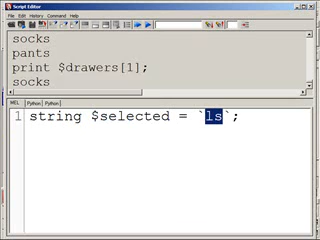 Script Editor
File Edit History Command Help
socks
pants
print $drawers[1];
socks
MEL Python Python
1 string $selected = `ls`;